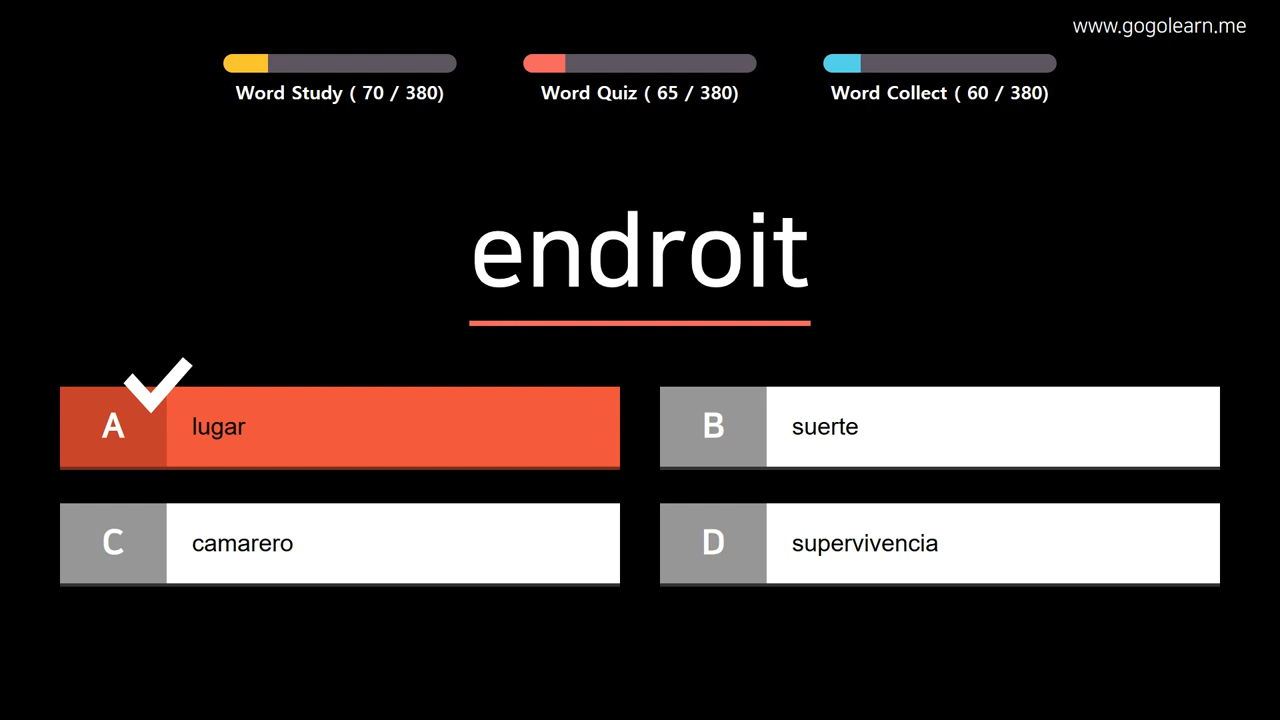 www.gogolearn.me
Word Study ( 70 / 380)
Word Quiz ( 65 / 380)
Word Collect ( 60 / 380)
endroit
A lugar
B suerte
C camarero
D supervivencia